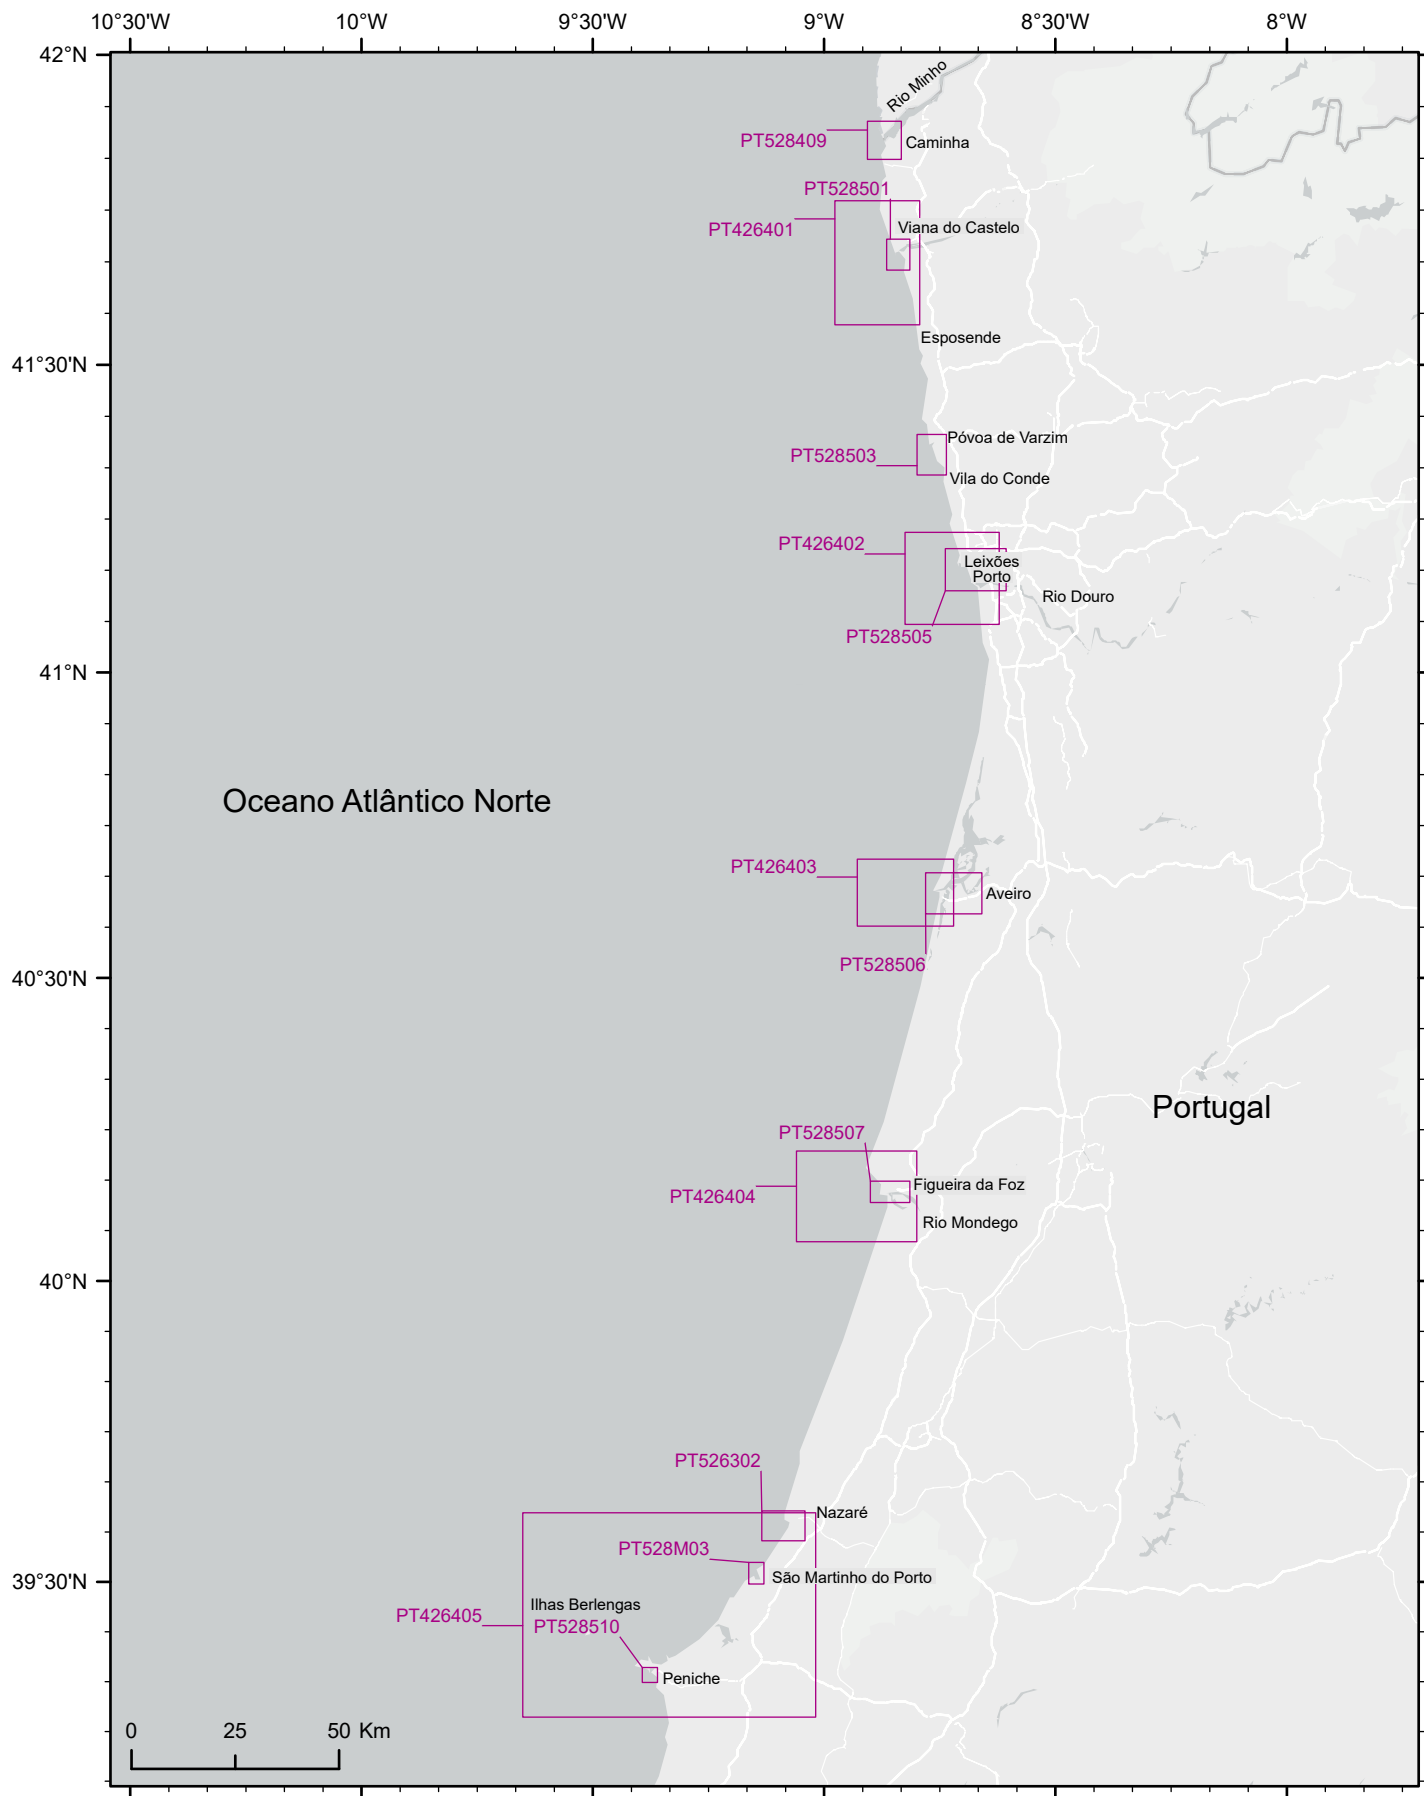 10°30'W
10°W
9°30'W
9°W
8°30'W
8°W
42°N
Rio Minho
PT528409
Caminha
PT528501
PT426401
Viana do Castelo
Esposende
41°30'N
Póvoa de Varzim
PT528503
Vila do Conde
PT426402
Leixões
Porto
Rio Douro
PT528505
41°N
Oceano Atlântico Norte
PT426403
Aveiro
PT528506
40°30'N
Portugal
PT528507
PT426404
Figueira da Foz
Rio Mondego
40°N
PT526302
Nazaré
PT528M03
São Martinho do Porto
39°30'N
Ilhas Berlengas
PT426405
PT528510
Peniche
0
25
50 Km